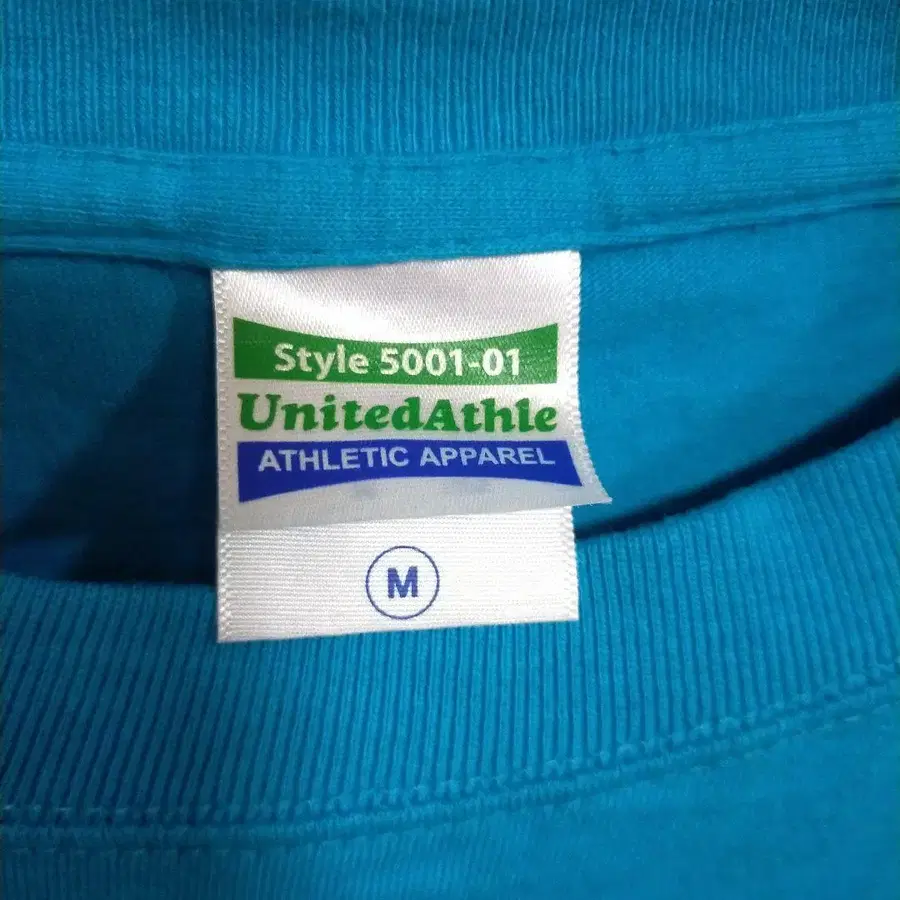 Style 5001-01
UnitedAthle
ATHLETIC APPAREL
M